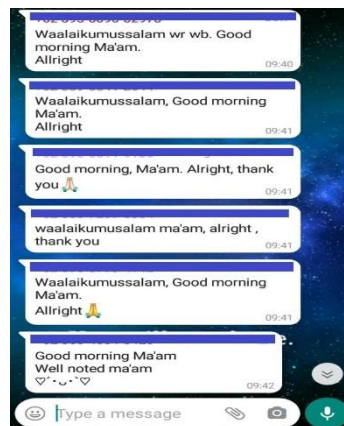 Waalaikumussalam wr wb. Good
morning Ma'am.
Allright
09:40
Waalaikumussalam, Good morning
Ma'am.
Allright
09:41
Good morning, Ma'am. Alright, thank
you 🙏
09:41
waalaikumusalam ma'am, alright ,
thank you
09:41
Waalaikumussalam, Good morning
Ma'am.
Allright 🙏
09:41
Good morning Ma'am
Well noted ma'am
♡´・ᴗ・`♡
09:42
Type a message